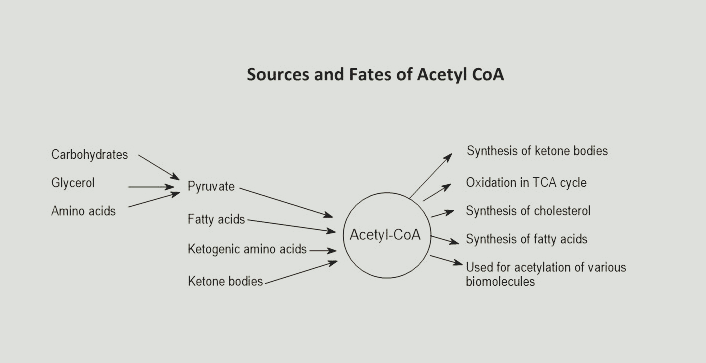 Sources and Fates of Acetyl CoA
Carbohydrates
Glycerol
Amino acids
Pyruvate
Fatty acids
Ketogenic amino acids
Ketone bodies
Acetyl-CoA
Synthesis of ketone bodies
Oxidation in TCA cycle
Synthesis of cholesterol
Synthesis of fatty acids
Used for acetylation of various
biomolecules